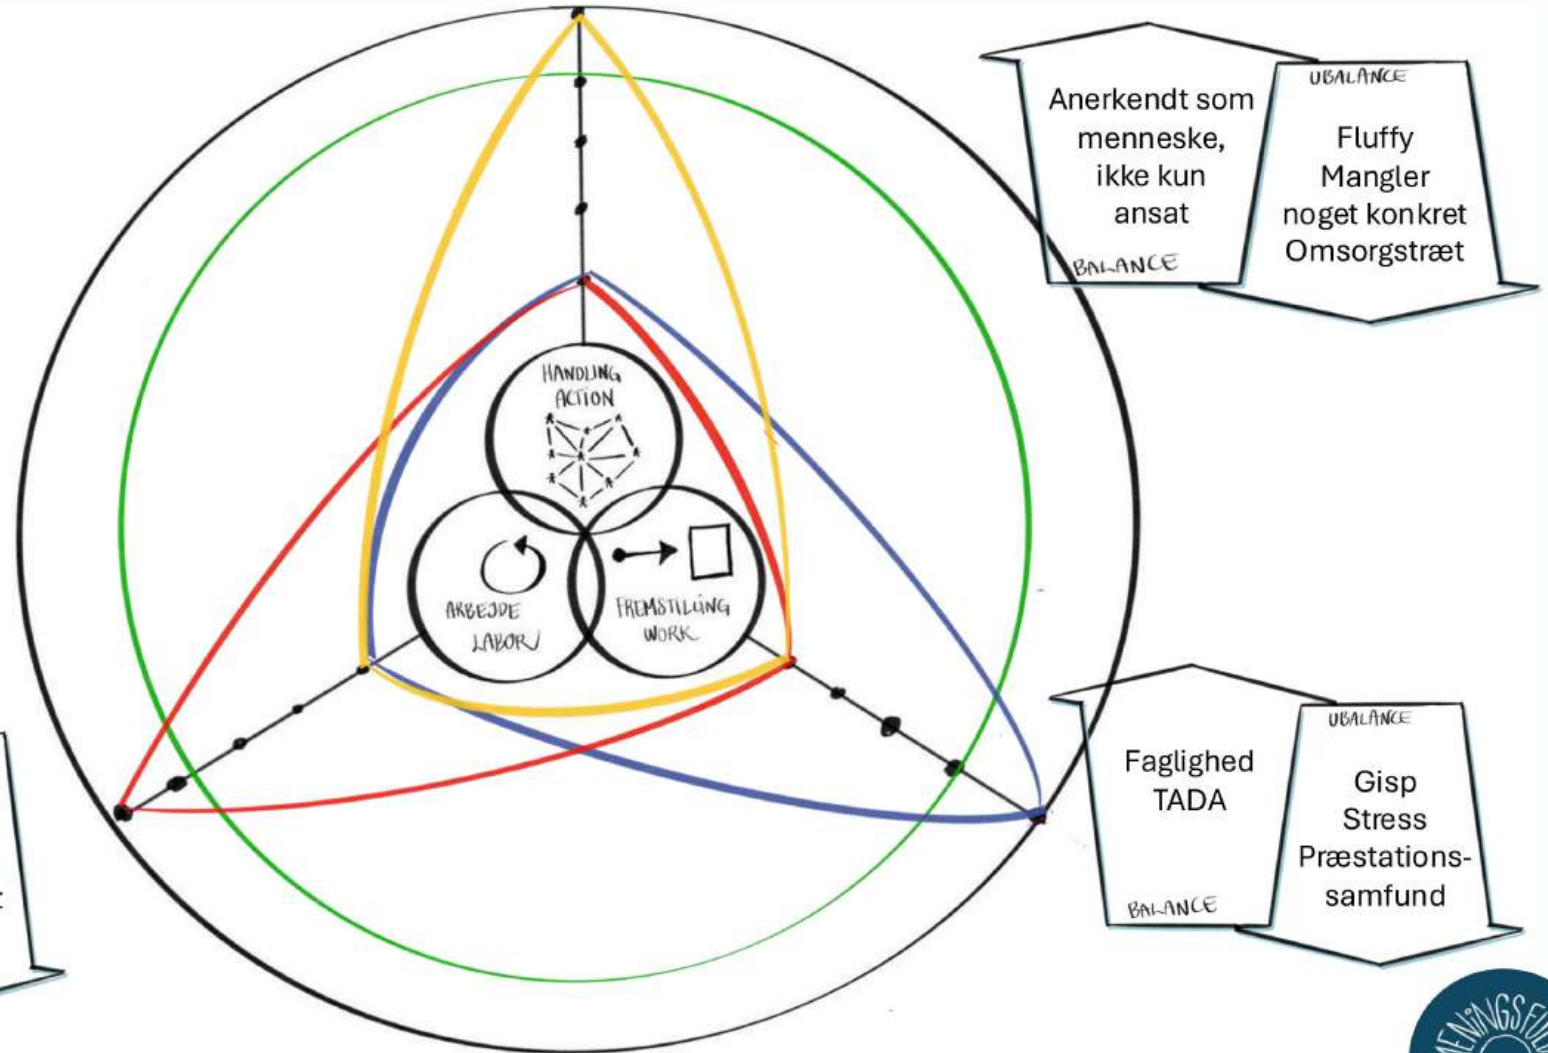 UBALANCE
Anerkendt som
menneske,
ikke kun
ansat
BALANCE
Fluffy
Mangler
noget konkret
Omsorgstræt
HANDLING
ACTION
ARBEJDE
LABOR
FREMSTILLING
WORK
UBALANCE
Faglighed
TADA
BALANCE
Gisp
Stress
Præstations-
samfund